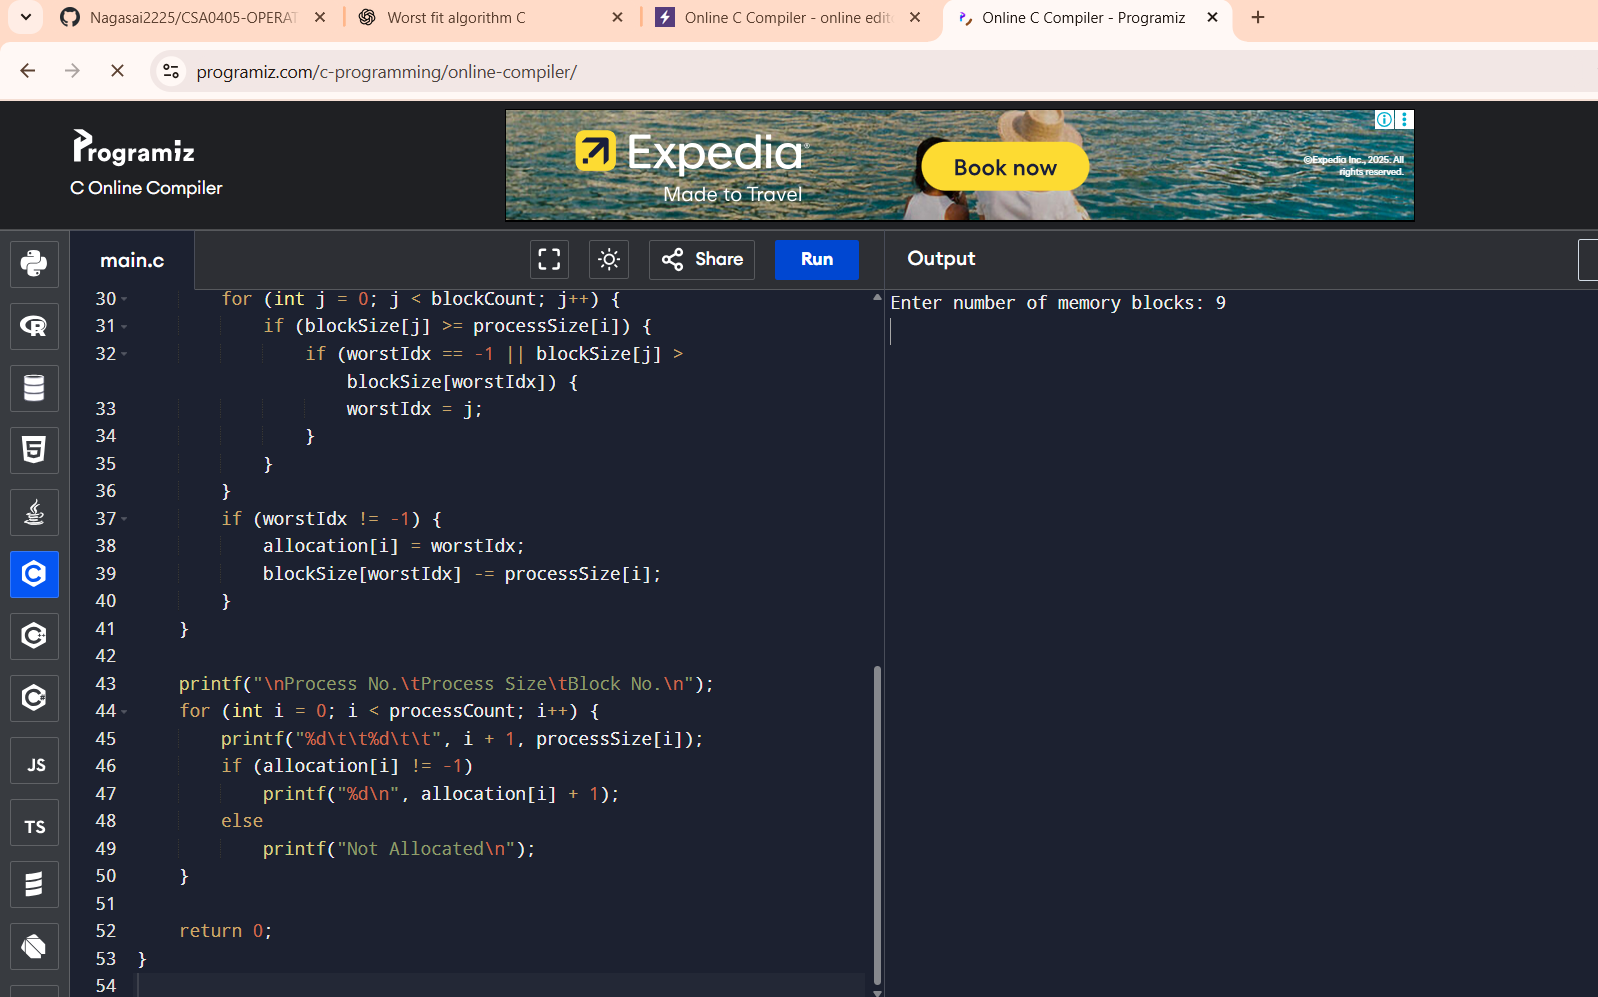 Nagasai2225/CSA0405-OPERAT
Worst fit algorithm C
Online C Compiler - online edit
Online C Compiler - Programiz
programiz.com/c-programming/online-compiler/
Programiz
C Online Compiler
Expedia
Made to Travel
Book now
©Expedia Inc., 2025. All
rights reserved.
main.c
Share
Run
Output
30 for (int j = 0; j < blockCount; j++) {
31 if (blockSize[j] >= processSize[i]) {
32 if (worstIdx == -1 || blockSize[j] >
blockSize[worstIdx]) {
33 worstIdx = j;
34 }
35 }
36 }
37 if (worstIdx != -1) {
38 allocation[i] = worstIdx;
39 blockSize[worstIdx] -= processSize[i];
40 }
41 }
42
43 printf("\nProcess No.\tProcess Size\tBlock No.\n");
44 for (int i = 0; i < processCount; i++) {
45 printf("%d\t\t%d\t\t", i + 1, processSize[i]);
46 if (allocation[i] != -1)
47 printf("%d\n", allocation[i] + 1);
48 else
49 printf("Not Allocated\n");
50 }
51
52 return 0;
53 }
54
Enter number of memory blocks: 9
JS
TS